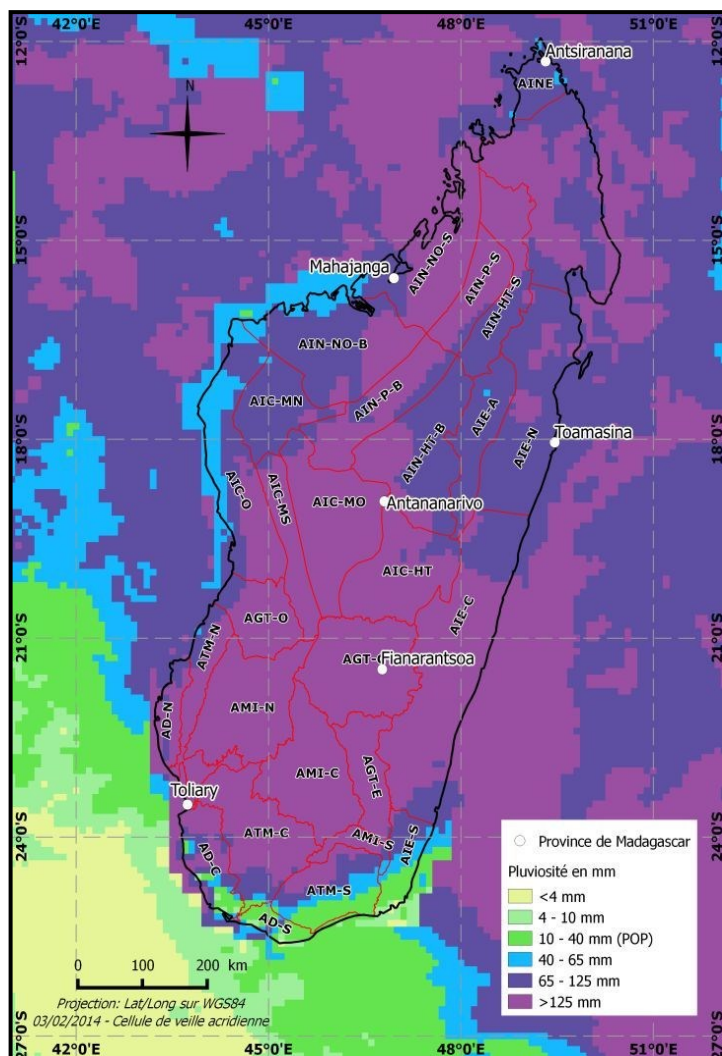 42°0'E 45°0'E 48°0'E 51°0'E
12°0'S 12°0'S
Antsiranana
AINE
N
15°0'S 15°0'S
Mahajanga
AIN-NO-S
AIN-P-S
AIN-HT-S
AIN-NO-B
AIC-MN
AIN-P-B
AIN-HT-B
AIE-A
AIE-N
Toamasina
18°0'S 18°0'S
AIC-O
AIC-MS
AIC-MO
Antananarivo
AIC-HT
AIE-C
AGT-O
21°0'S 21°0'S
ATM-N
Fianarantsoa
AMI-N
AD-N
AMI-C
AGT-E
Toliary
24°0'S 24°0'S
ATM-C
AMI-S
AIE-S
AD-C
ATM-S
AD-S
Province de Madagascar
Pluviosité en mm
<4 mm
4 - 10 mm
10 - 40 mm (POP)
40 - 65 mm
65 - 125 mm
>125 mm
0 100 200 km
Projection: Lat/Long sur WGS84
03/02/2014 - Cellule de veille acridienne
27°0'S 27°0'S
42°0'E 45°0'E 48°0'E 51°0'E